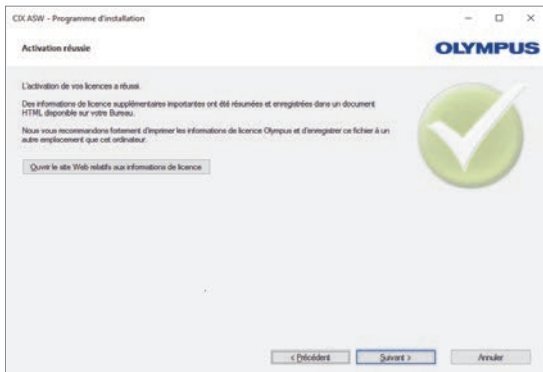 CIX ASW - Programme d'installation
Activation réussie
OLYMPUS
L'activation de vos licences a réussi.
Des informations de licence supplémentaires importantes ont été résumées et enregistrées dans un document
HTML disponible sur votre Bureau.
Nous vous recommandons fortement d'imprimer les informations de licence Olympus et d'enregistrer ce fichier à un
autre emplacement que cet ordinateur.
Ouvrir le site Web relatifs aux informations de licence
< Précédent
Suivant >
Annuler